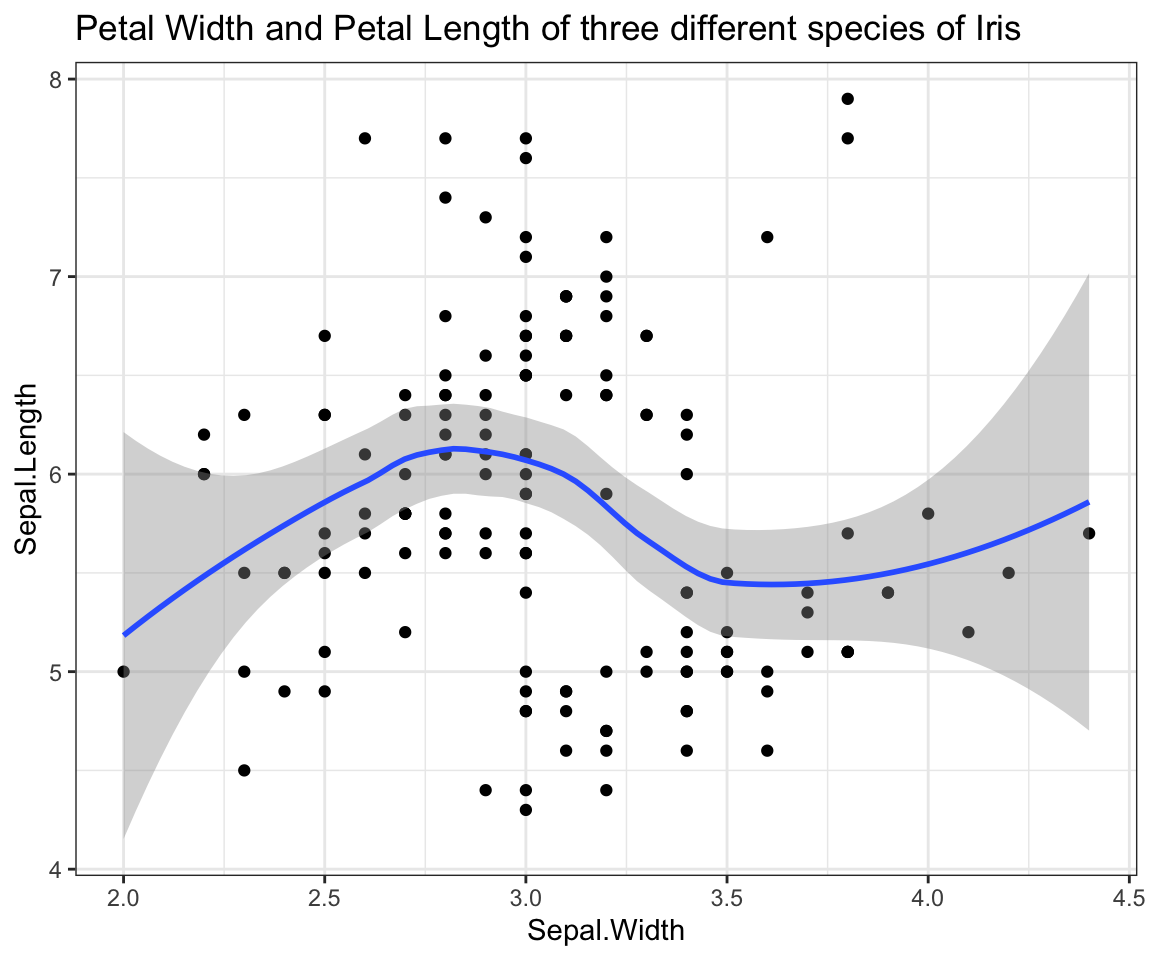 Petal Width and Petal Length of three different species of Iris
8
7
6
5
4
Sepal.Length
2.0 2.5 3.0 3.5 4.0 4.5
Sepal.Width